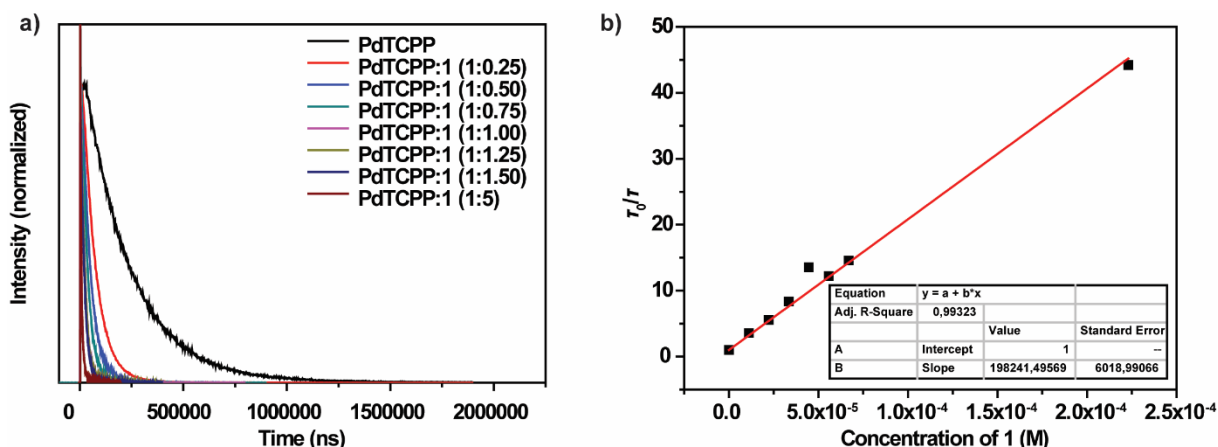 a)
Intensity (normalized)
PdTCPP
PdTCPP:1 (1:0.25)
PdTCPP:1 (1:0.50)
PdTCPP:1 (1:0.75)
PdTCPP:1 (1:1.00)
PdTCPP:1 (1:1.25)
PdTCPP:1 (1:1.50)
PdTCPP:1 (1:5)
0 500000 1000000 1500000 2000000
Time (ns)
b)
τ0/τ
50
40
30
20
10
0
Equation y = a + b*x
Adj. R-Square 0,99323
Value Standard Error
A Intercept 1 --
B Slope 198241,49569 6018,99066
0.0 5.0x10-5 1.0x10-4 1.5x10-4 2.0x10-4 2.5x10-4
Concentration of 1 (M)